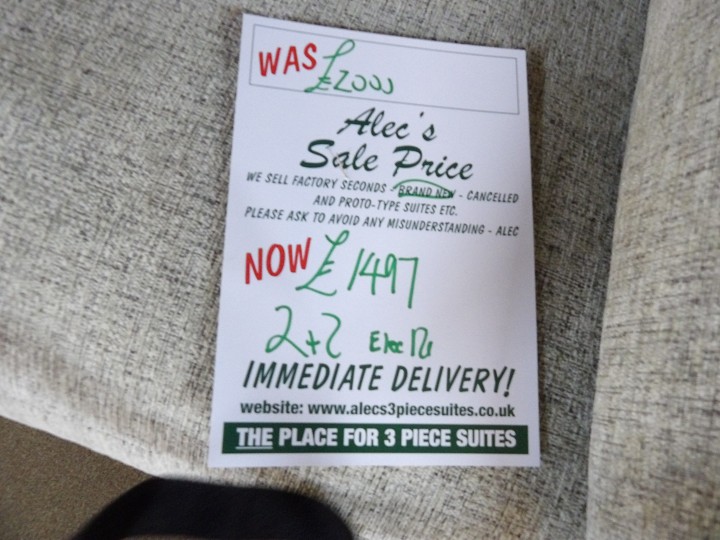 WAS £2000
Alec's
Sale Price
WE SELL FACTORY SECONDS - BRAND NEW - CANCELLED
AND PROTO-TYPE SUITES ETC.
PLEASE ASK TO AVOID ANY MISUNDERSTANDING - ALEC
NOW £1497
2+2
IMMEDIATE DELIVERY!
website: www.alecs3piecesuites.co.uk
THE PLACE FOR 3 PIECE SUITES